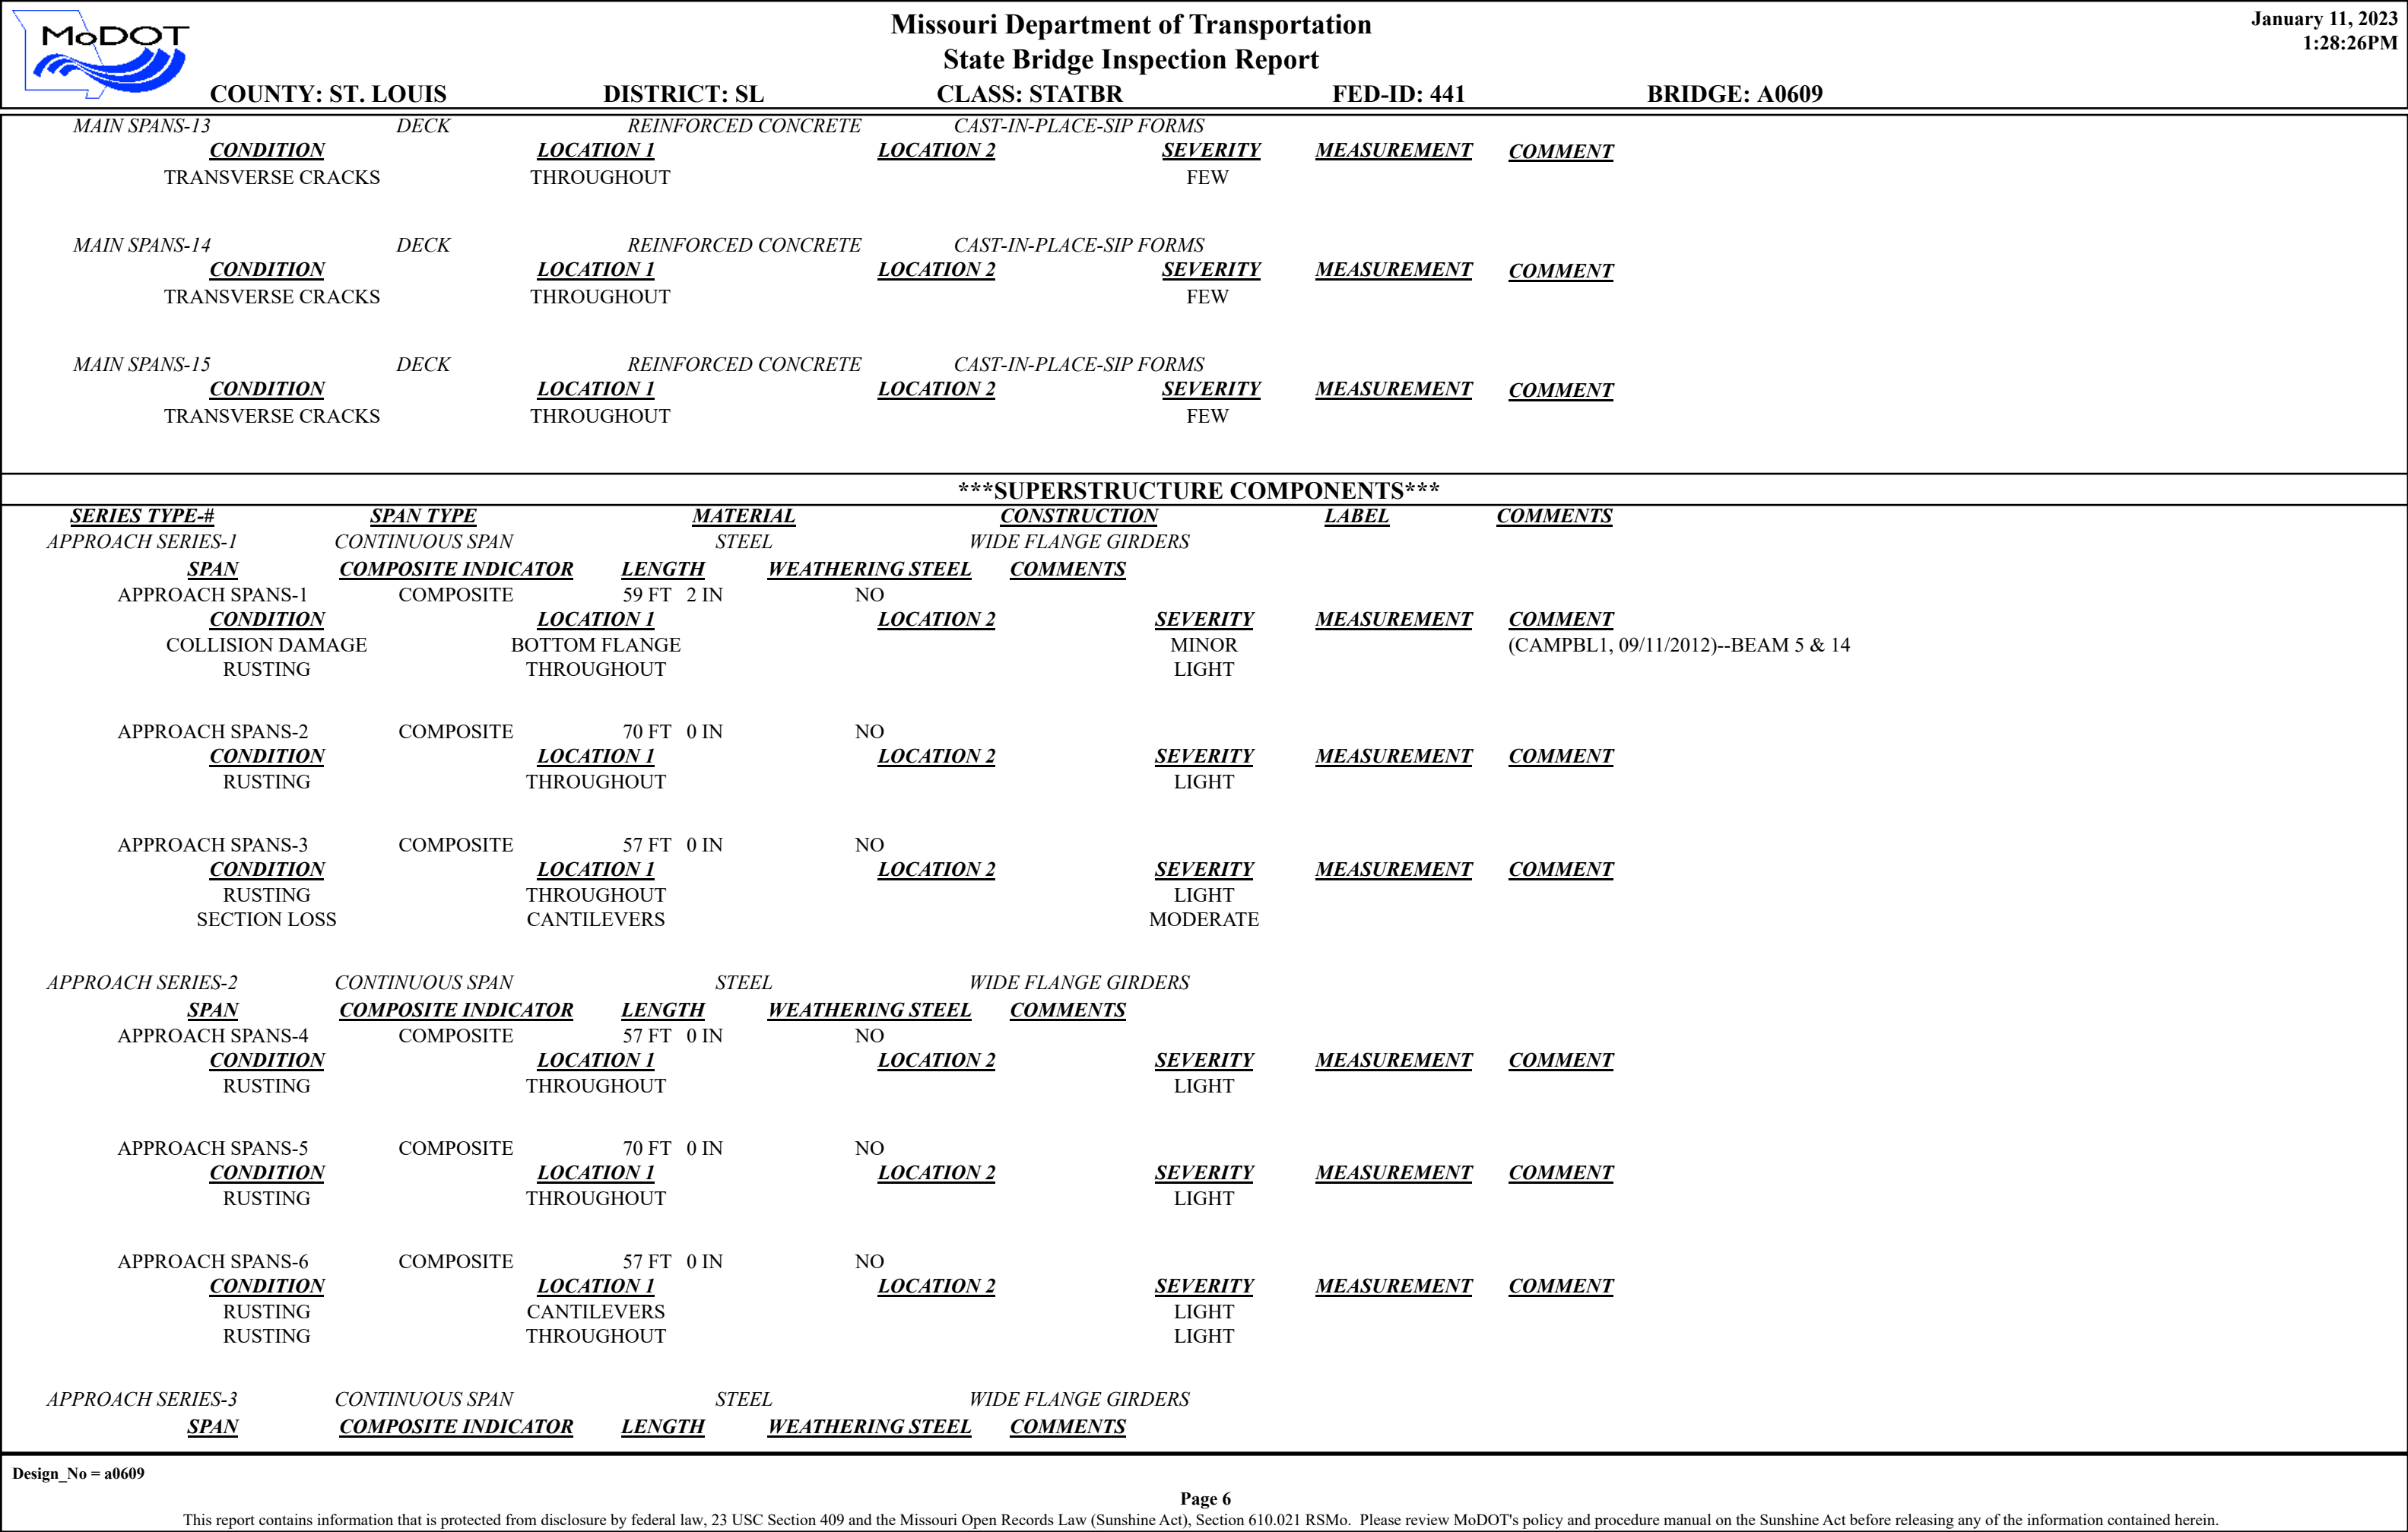 MoDOT
Missouri Department of Transportation
State Bridge Inspection Report
January 11, 2023
1:28:26PM
COUNTY: ST. LOUIS DISTRICT: SL CLASS: STATBR FED-ID: 441 BRIDGE: A0609
MAIN SPANS-13 DECK REINFORCED CONCRETE CAST-IN-PLACE-SIP FORMS
CONDITION LOCATION 1 LOCATION 2 SEVERITY MEASUREMENT COMMENT
TRANSVERSE CRACKS THROUGHOUT FEW
MAIN SPANS-14 DECK REINFORCED CONCRETE CAST-IN-PLACE-SIP FORMS
CONDITION LOCATION 1 LOCATION 2 SEVERITY MEASUREMENT COMMENT
TRANSVERSE CRACKS THROUGHOUT FEW
MAIN SPANS-15 DECK REINFORCED CONCRETE CAST-IN-PLACE-SIP FORMS
CONDITION LOCATION 1 LOCATION 2 SEVERITY MEASUREMENT COMMENT
TRANSVERSE CRACKS THROUGHOUT FEW
***SUPERSTRUCTURE COMPONENTS***
SERIES TYPE-# SPAN TYPE MATERIAL CONSTRUCTION LABEL COMMENTS
APPROACH SERIES-1 CONTINUOUS SPAN STEEL WIDE FLANGE GIRDERS
SPAN COMPOSITE INDICATOR LENGTH WEATHERING STEEL COMMENTS
APPROACH SPANS-1 COMPOSITE 59 FT 2 IN NO
CONDITION LOCATION 1 LOCATION 2 SEVERITY MEASUREMENT COMMENT
COLLISION DAMAGE BOTTOM FLANGE MINOR (CAMPBL1, 09/11/2012)--BEAM 5 & 14
RUSTING THROUGHOUT LIGHT
APPROACH SPANS-2 COMPOSITE 70 FT 0 IN NO
CONDITION LOCATION 1 LOCATION 2 SEVERITY MEASUREMENT COMMENT
RUSTING THROUGHOUT LIGHT
APPROACH SPANS-3 COMPOSITE 57 FT 0 IN NO
CONDITION LOCATION 1 LOCATION 2 SEVERITY MEASUREMENT COMMENT
RUSTING THROUGHOUT LIGHT
SECTION LOSS CANTILEVERS MODERATE
APPROACH SERIES-2 CONTINUOUS SPAN STEEL WIDE FLANGE GIRDERS
SPAN COMPOSITE INDICATOR LENGTH WEATHERING STEEL COMMENTS
APPROACH SPANS-4 COMPOSITE 57 FT 0 IN NO
CONDITION LOCATION 1 LOCATION 2 SEVERITY MEASUREMENT COMMENT
RUSTING THROUGHOUT LIGHT
APPROACH SPANS-5 COMPOSITE 70 FT 0 IN NO
CONDITION LOCATION 1 LOCATION 2 SEVERITY MEASUREMENT COMMENT
RUSTING THROUGHOUT LIGHT
APPROACH SPANS-6 COMPOSITE 57 FT 0 IN NO
CONDITION LOCATION 1 LOCATION 2 SEVERITY MEASUREMENT COMMENT
RUSTING CANTILEVERS LIGHT
RUSTING THROUGHOUT LIGHT
APPROACH SERIES-3 CONTINUOUS SPAN STEEL WIDE FLANGE GIRDERS
SPAN COMPOSITE INDICATOR LENGTH WEATHERING STEEL COMMENTS
Design_No = a0609
Page 6
This report contains information that is protected from disclosure by federal law, 23 USC Section 409 and the Missouri Open Records Law (Sunshine Act), Section 610.021 RSMo. Please review MoDOT's policy and procedure manual on the Sunshine Act before releasing any of the information contained herein.